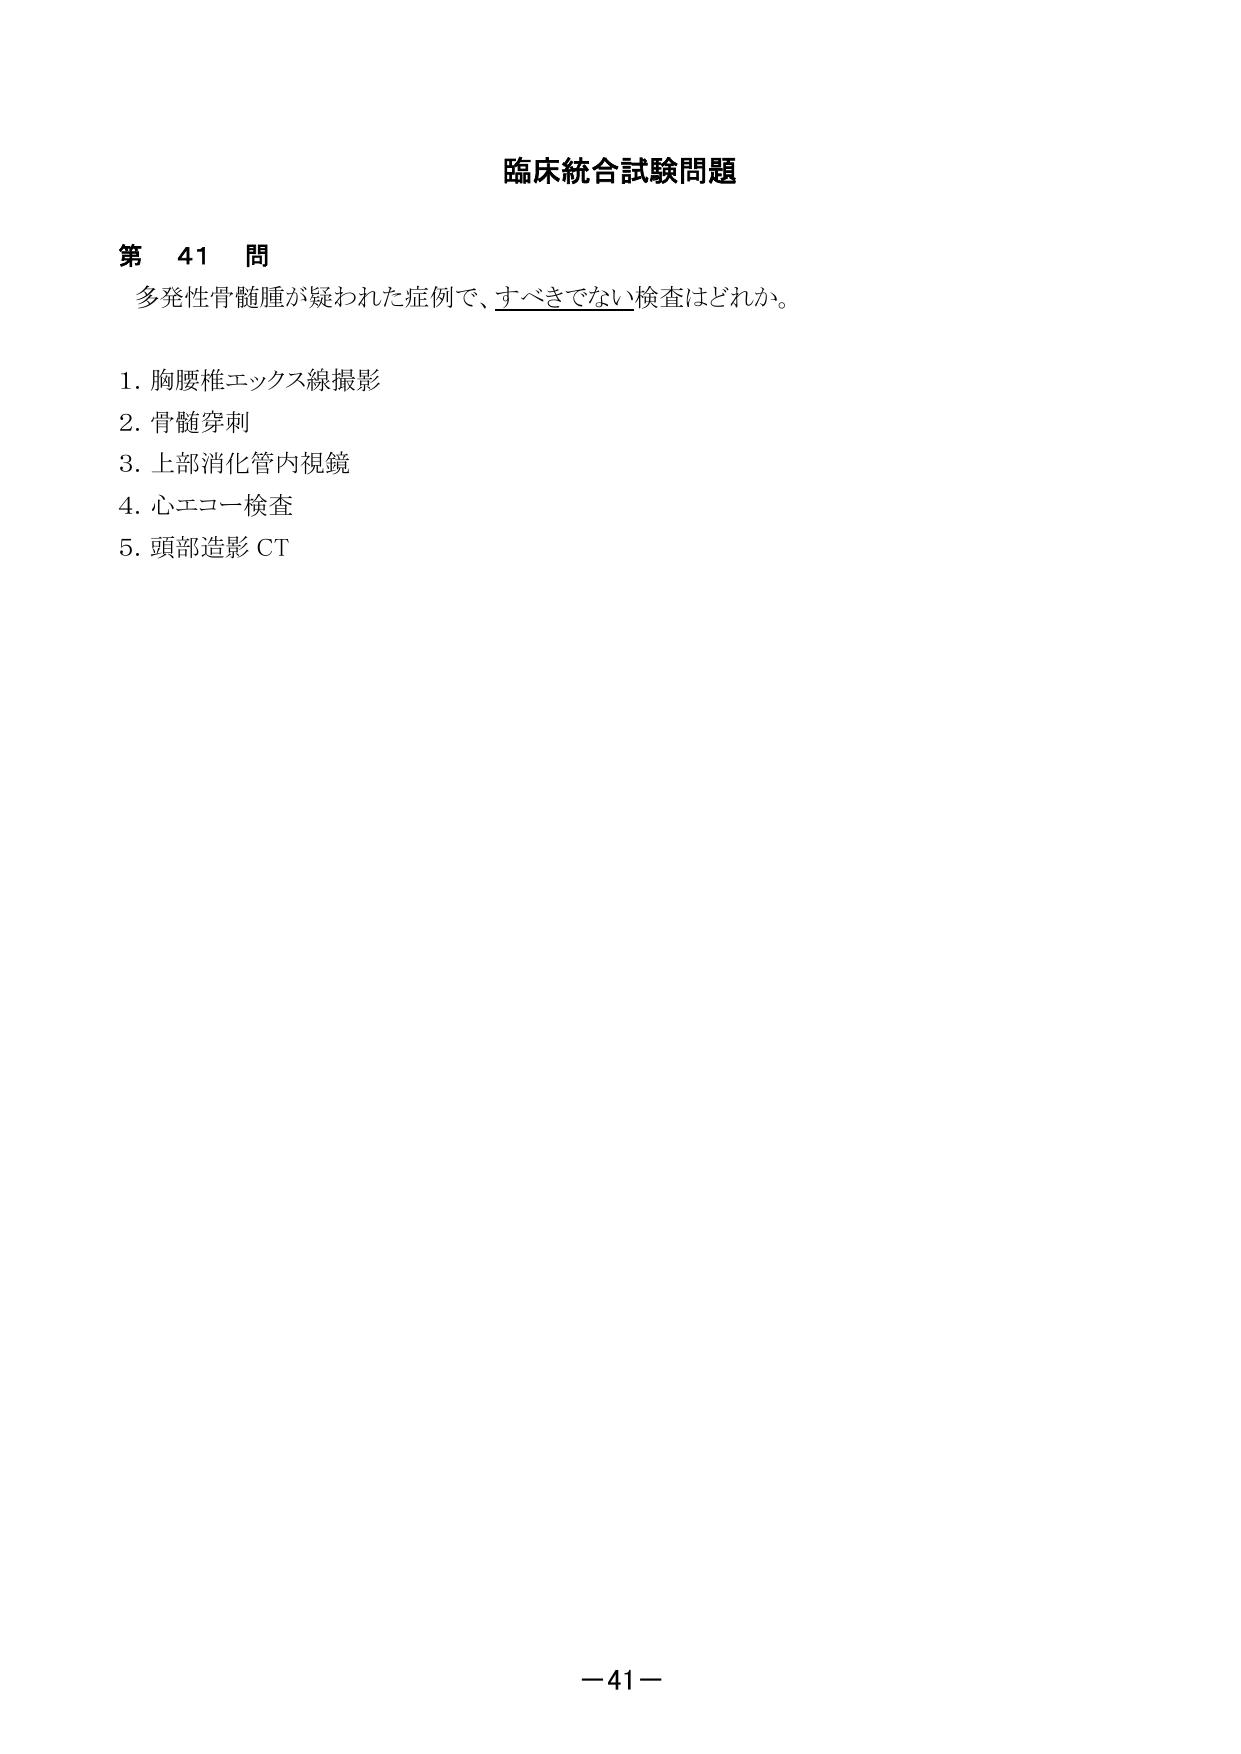 臨床統合試験問題
第 41 問
多発性骨髄腫が疑われた症例で、すべきでない検査はどれか。
1. 胸腰椎エックス線撮影
2. 骨髄穿刺
3. 上部消化管内視鏡
4. 心エコー検査
5. 頭部造影 CT
－41－